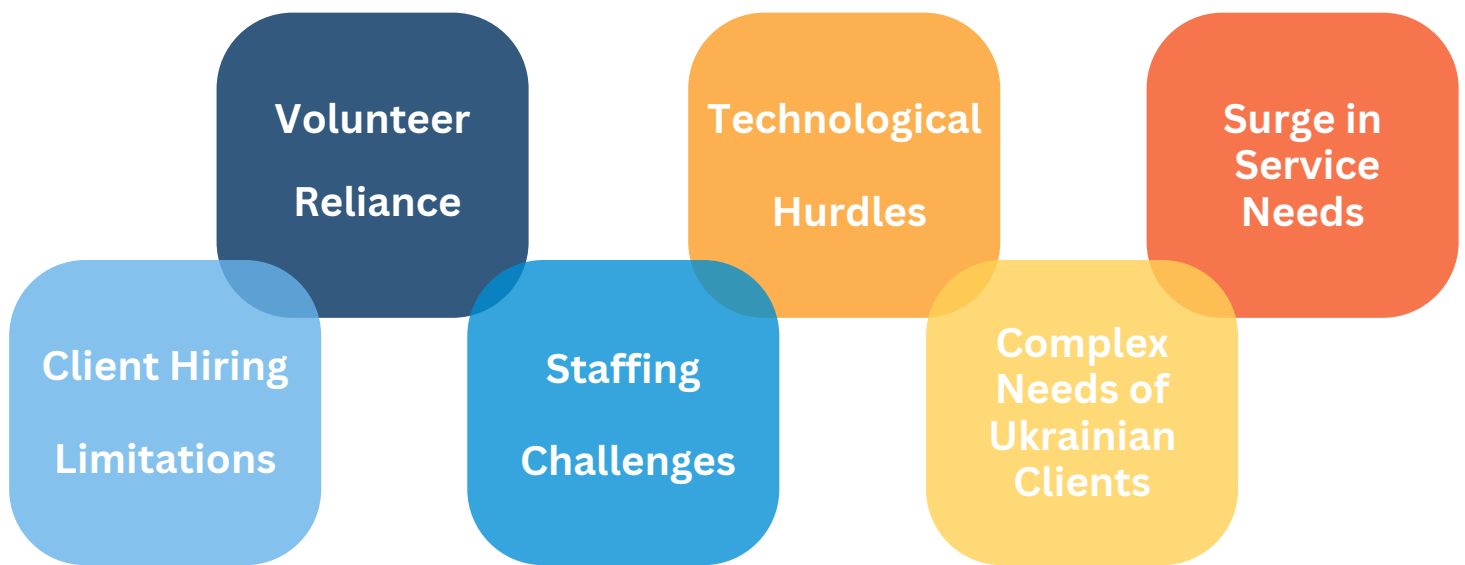 Volunteer
Reliance
Technological
Hurdles
Surge in
Service
Needs
Client Hiring
Limitations
Staffing
Challenges
Complex
Needs of
Ukrainian
Clients